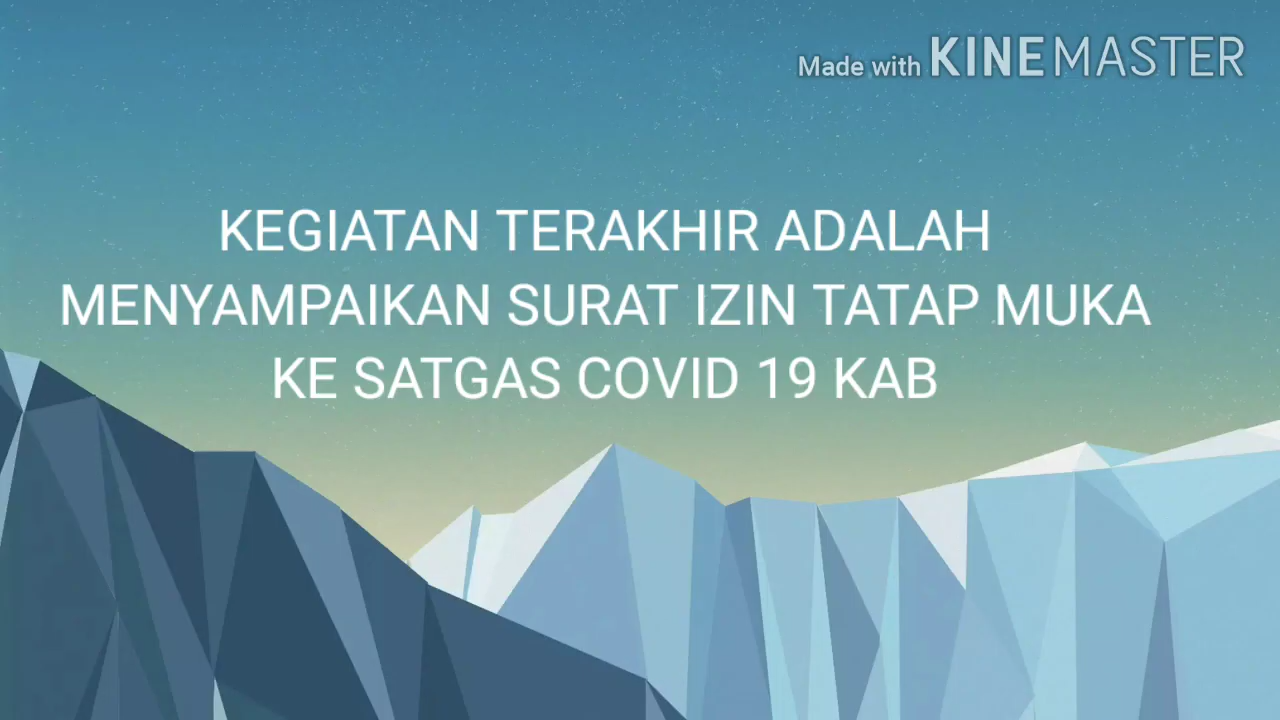 Made with KINEMASTER
KEGIATAN TERAKHIR ADALAH
MENYAMPAIKAN SURAT IZIN TATAP MUKA
KE SATGAS COVID 19 KAB